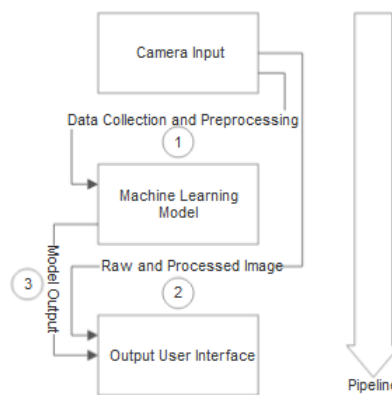 Camera Input
Data Collection and Preprocessing
1
Machine Learning
Model
Model Output
3
Raw and Processed Image
2
Output User Interface
Pipeline